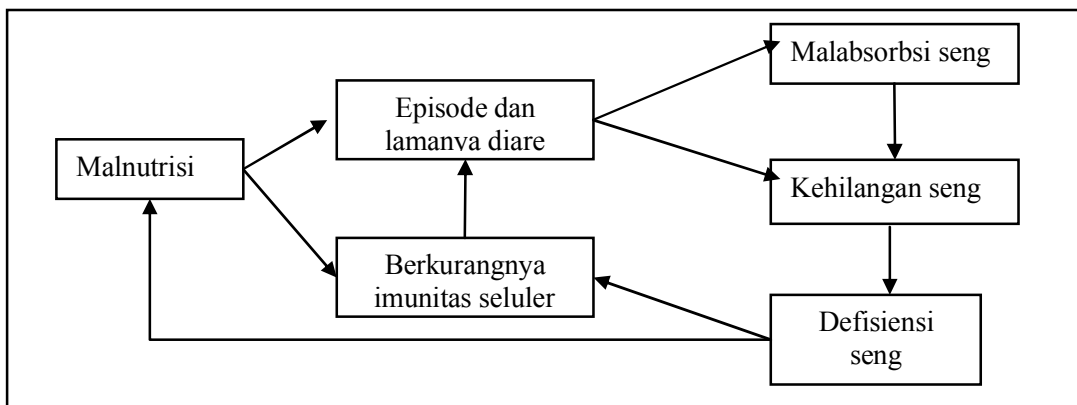 Malabsorbsi seng
Episode dan
lamanya diare
Malnutrisi
Kehilangan seng
Berkurangnya
imunitas seluler
Defisiensi
seng